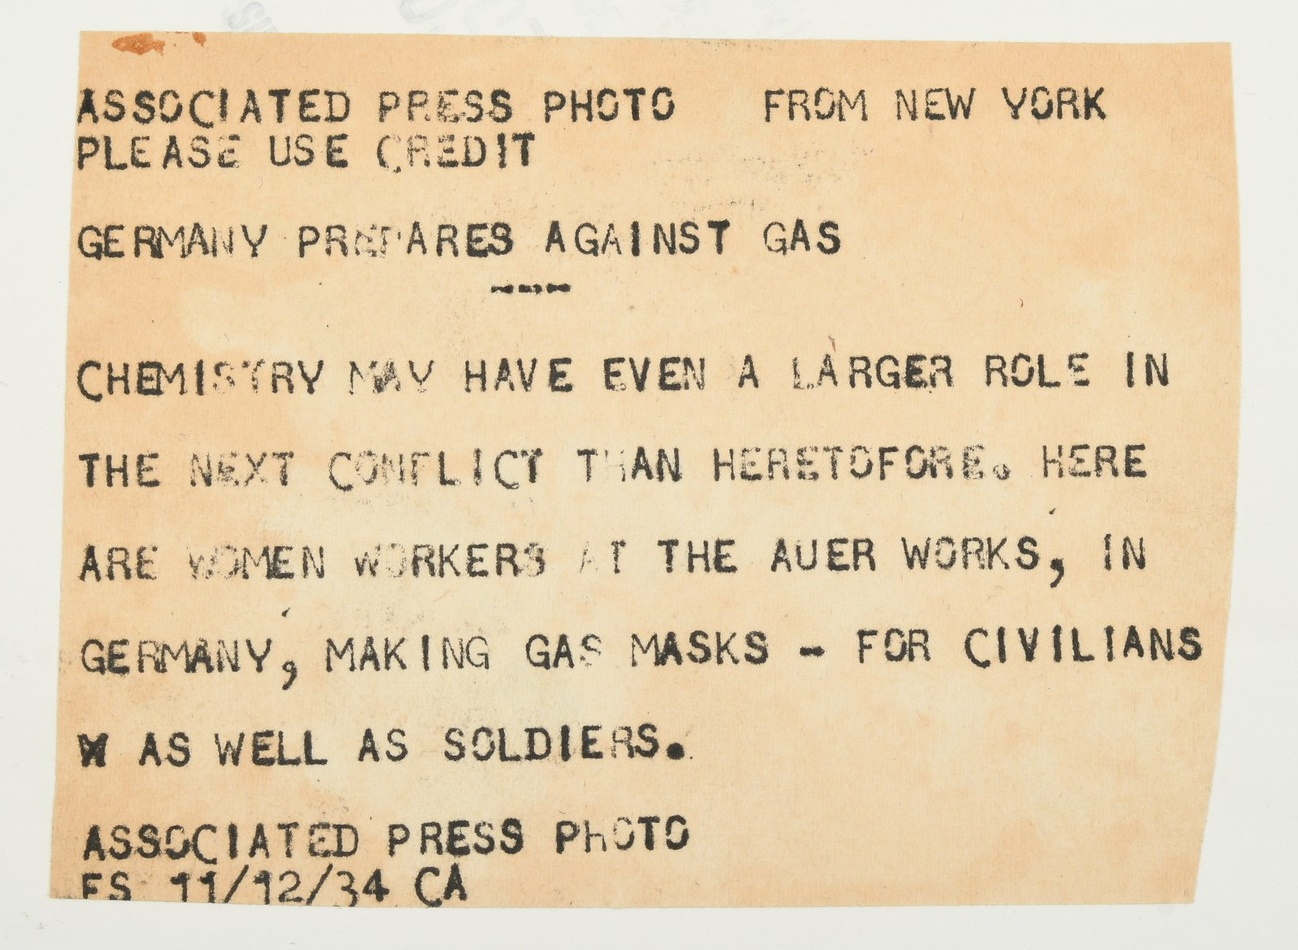 ASSOCIATED PRESS PHOTO FROM NEW YORK
PLEASE USE CREDIT
GERMANY PREPARES AGAINST GAS
----
CHEMISTRY MAY HAVE EVEN A LARGER ROLE IN
THE NEXT CONFLICT THAN HERETOFORE. HERE
ARE WOMEN WORKERS AT THE AUER WORKS, IN
GERMANY, MAKING GAS MASKS - FOR CIVILIANS
AS WELL AS SOLDIERS.
ASSOCIATED PRESS PHOTO
11/12/34 CA